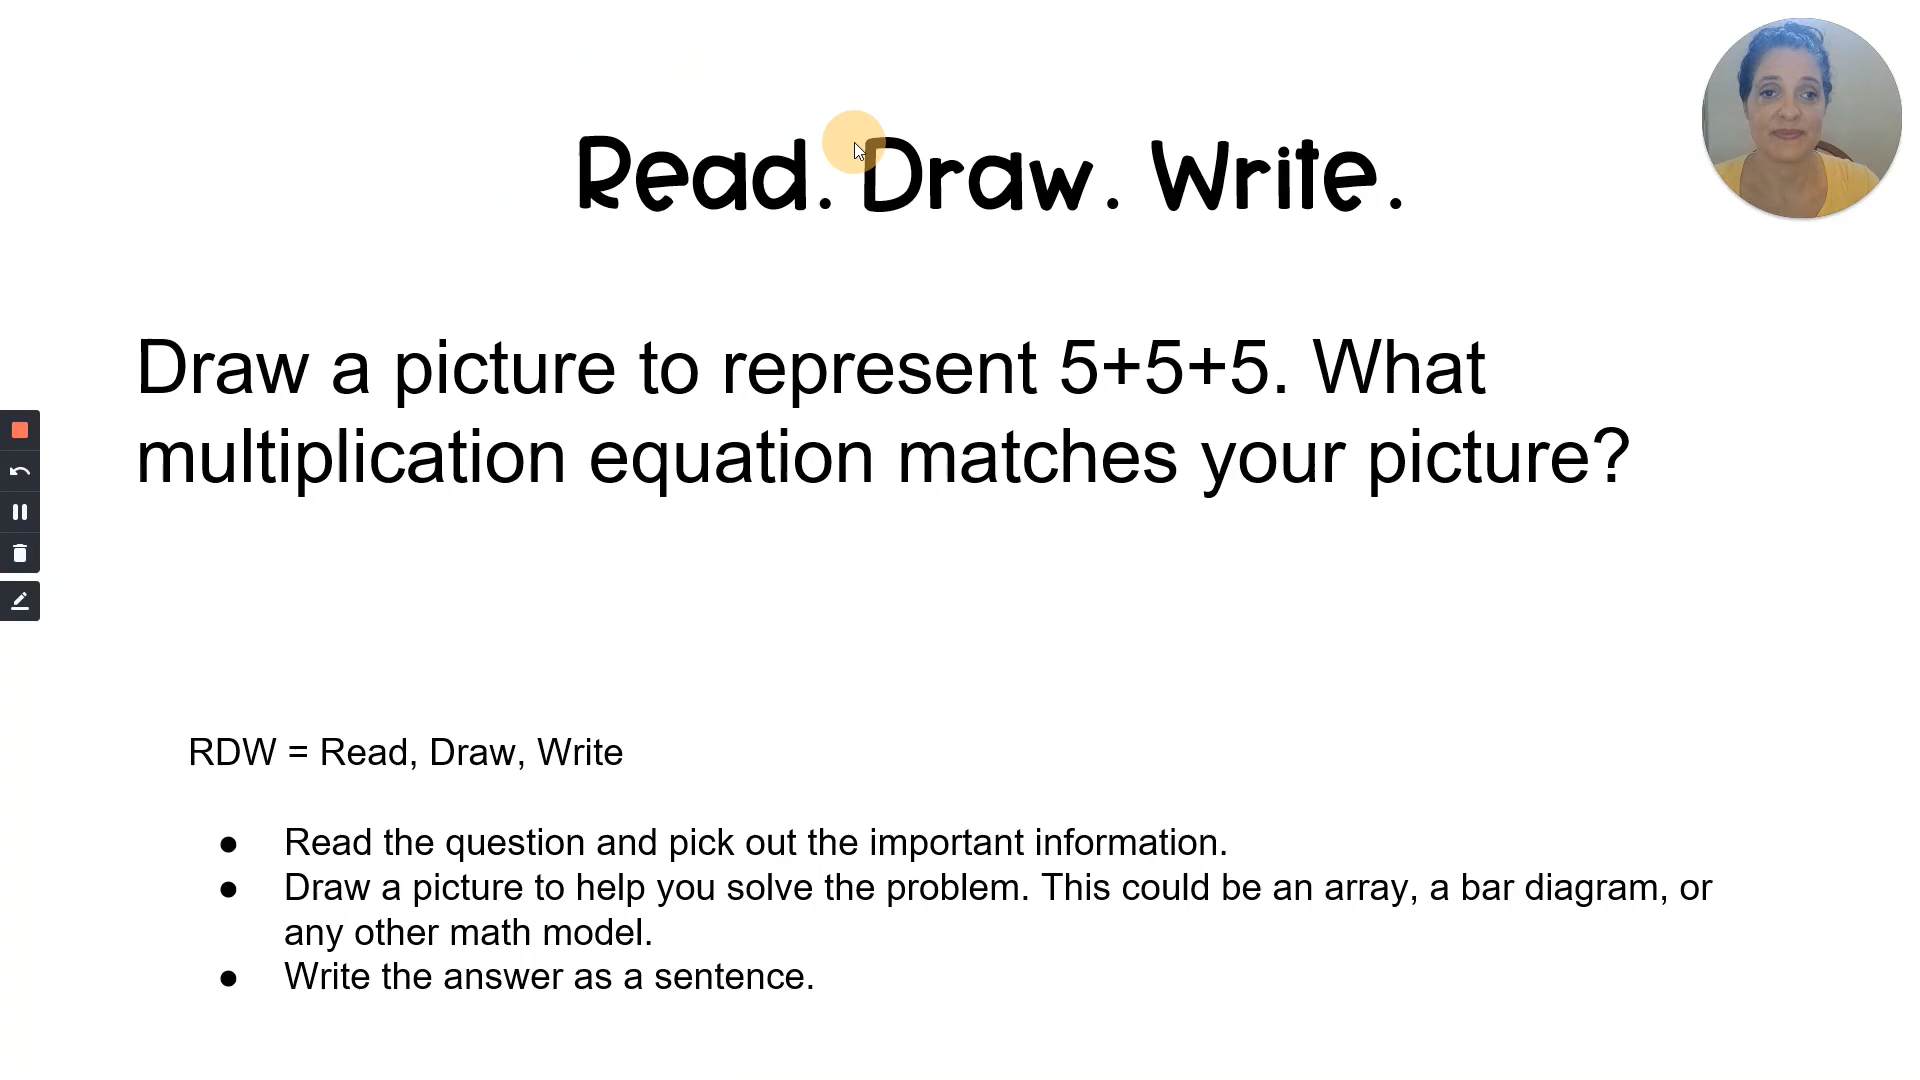 Read. Draw. Write.
Draw a picture to represent 5+5+5. What
multiplication equation matches your picture?
RDW = Read, Draw, Write
● Read the question and pick out the important information.
● Draw a picture to help you solve the problem. This could be an array, a bar diagram, or
any other math model.
● Write the answer as a sentence.